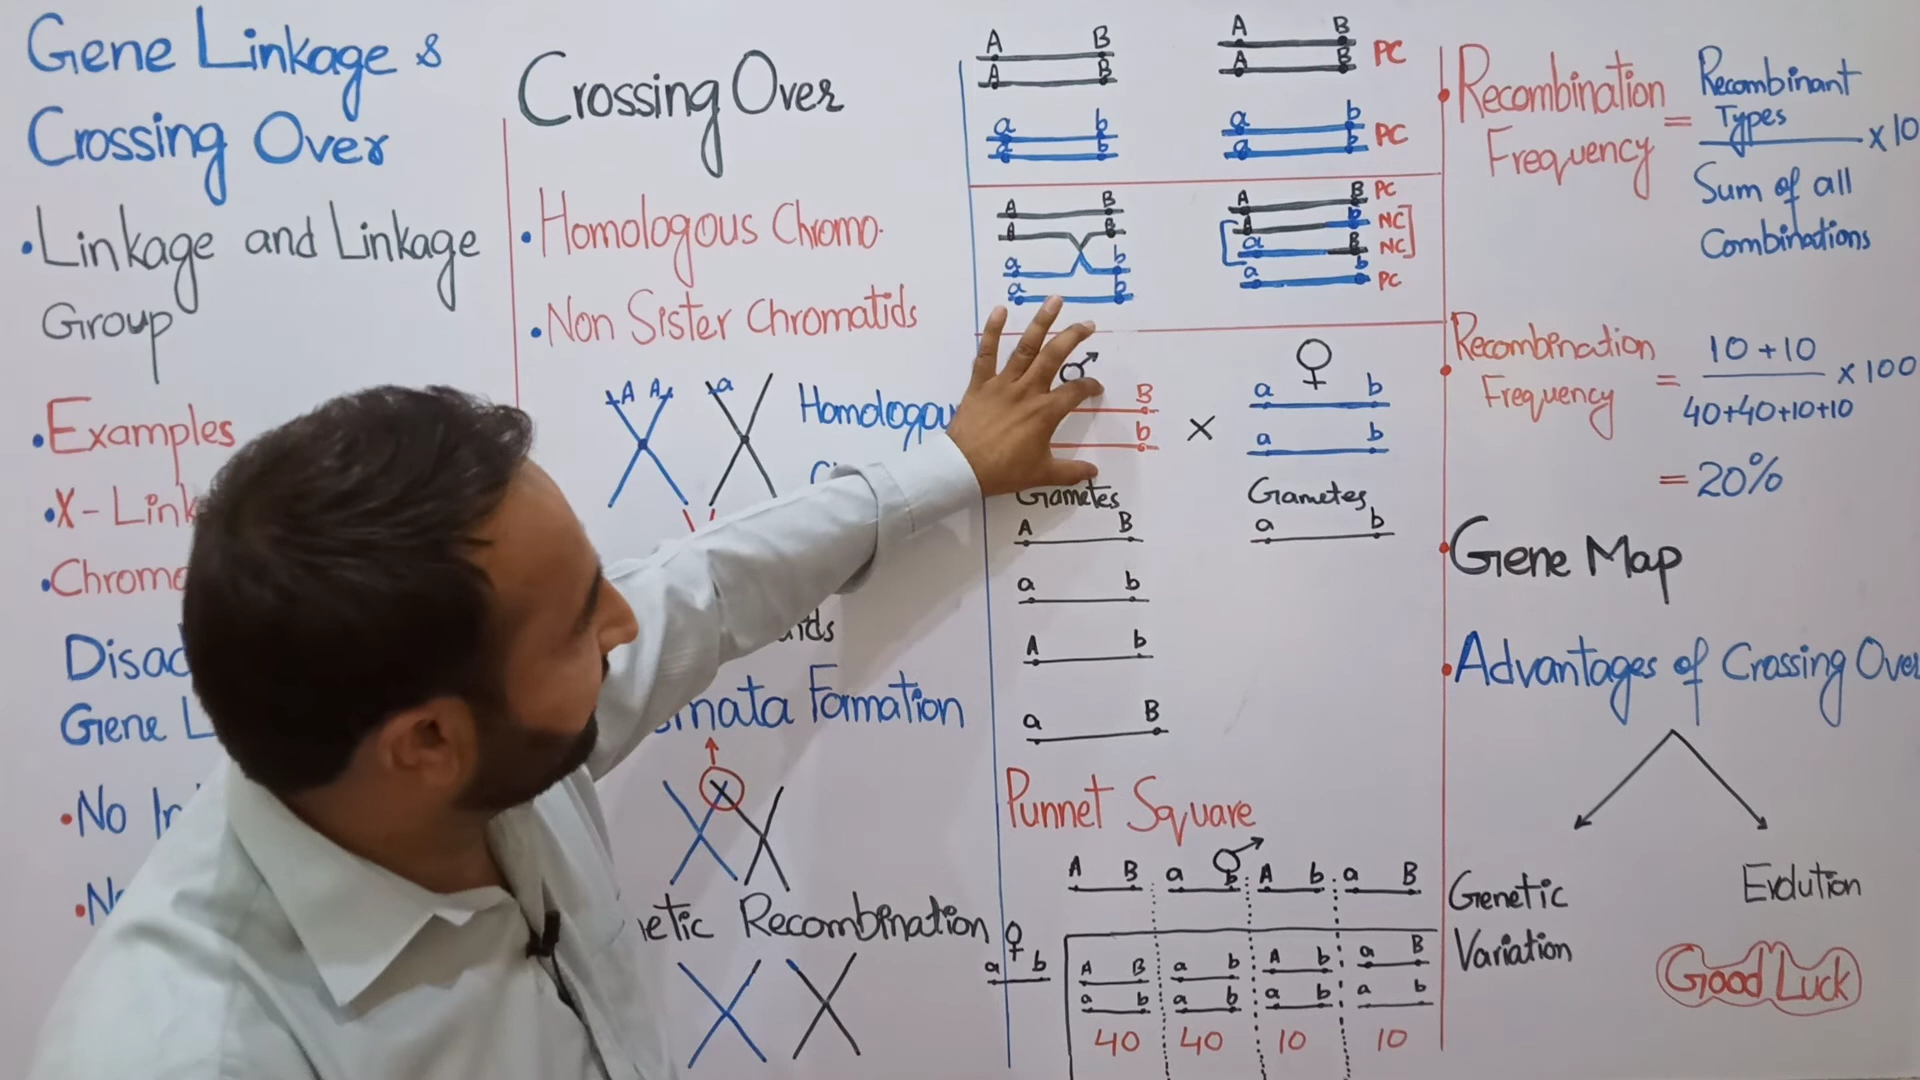 Gene Linkage &
Crossing Over
•Linkage and Linkage
Group
•Examples
•X-Link
•Chromo
Disad
Gene L
•No In
•No
Crossing Over
•Homologous Chromo.
•Non Sister Chromatids
A A a
Homologou
mata Formation
etic Recombination
A B
A B
a b
a b
A B
A B
PC
a b
a b
PC
A B
A B
a b
a b
A B PC
A b NC
a B NC
a b PC
♂
B
b
×
♀
a b
a b
Gametes
A B
a b
A b
a B
Gametes
a b
Punnet Square
♂
A B a b A b a B
♀
a b
A B a b A b a B
a b a b a b a b
40 40 10 10
•Recombination Frequency = Recombinant Types
Sum of all Combinations
×10
•Recombination Frequency = 10+10
40+40+10+10
×100
= 20%
•Gene Map
•Advantages of Crossing Over
Genetic
Variation
Evolution
Good Luck